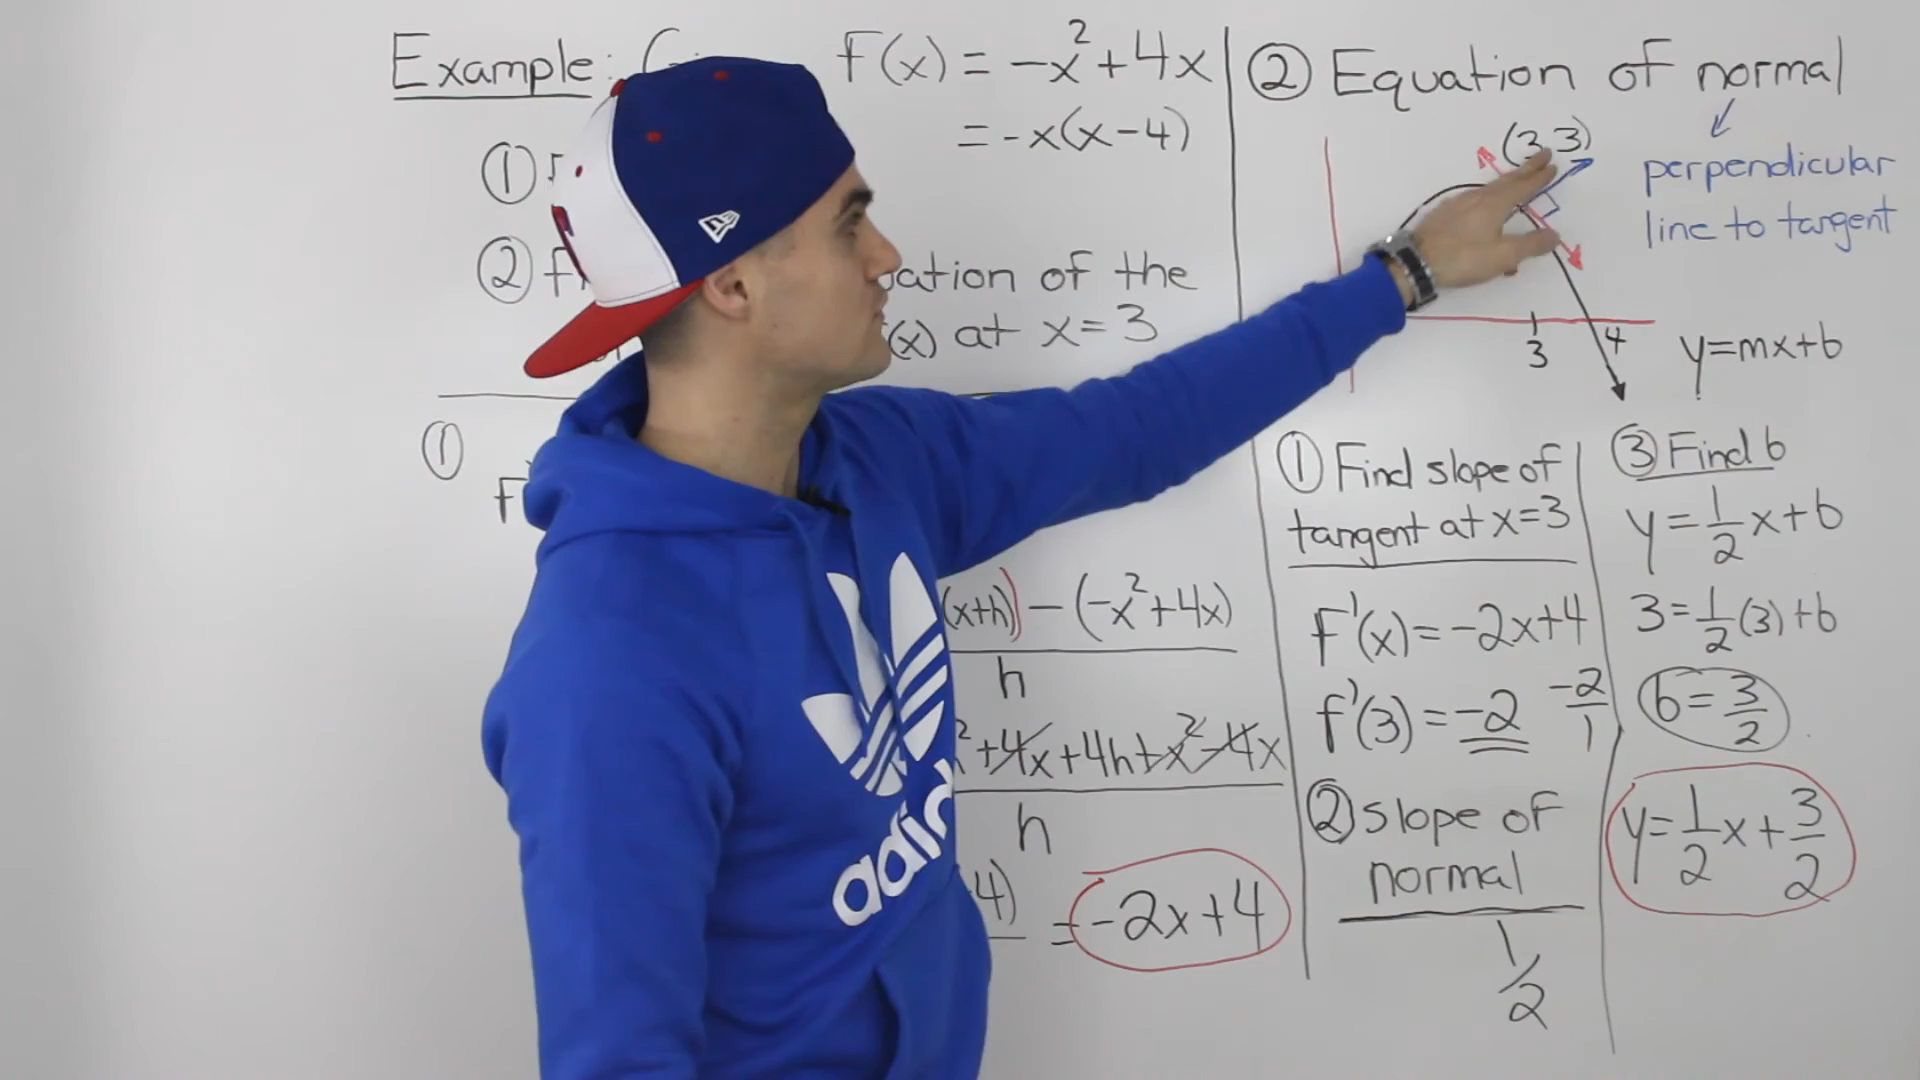 Example: F(x) = -x²+4x
= -x(x-4)
①
②
uation of the
(x) at x=3
①
F
(x+h)) - (-x²+4x)
h
²+4x+4h+x²-4x
h
4)
= -2x+4
② Equation of normal
(3,3)
perpendicular
line to tangent
3
4
y=mx+b
① Find slope of
tangent at x=3
F'(x)=-2x+4
f'(3)=-2 -2/1
② slope of
normal
1/2
③ Find b
y=1/2x+b
3=1/2(3)+b
b=3/2
y=1/2x+3/2
adidas